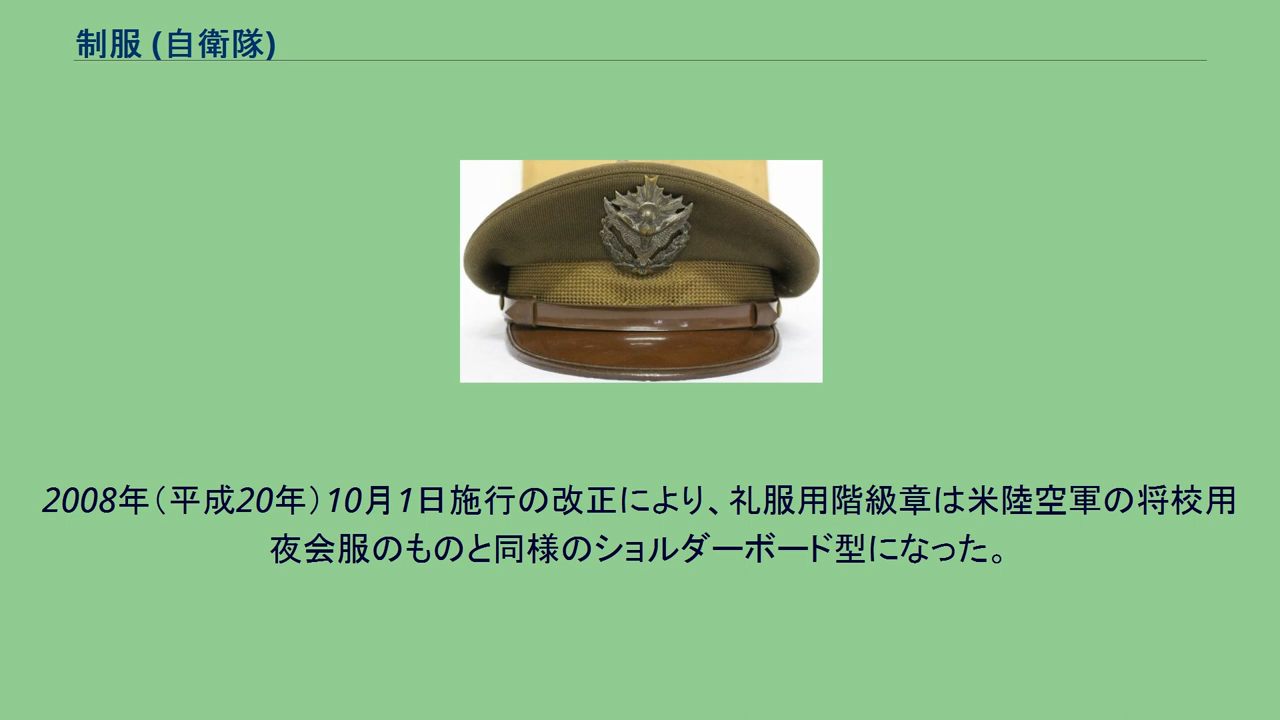 制服 (自衛隊)
2008年（平成20年）10月1日施行の改正により、礼服用階級章は米陸空軍の将校用
夜会服のものと同様のショルダーボード型になった。